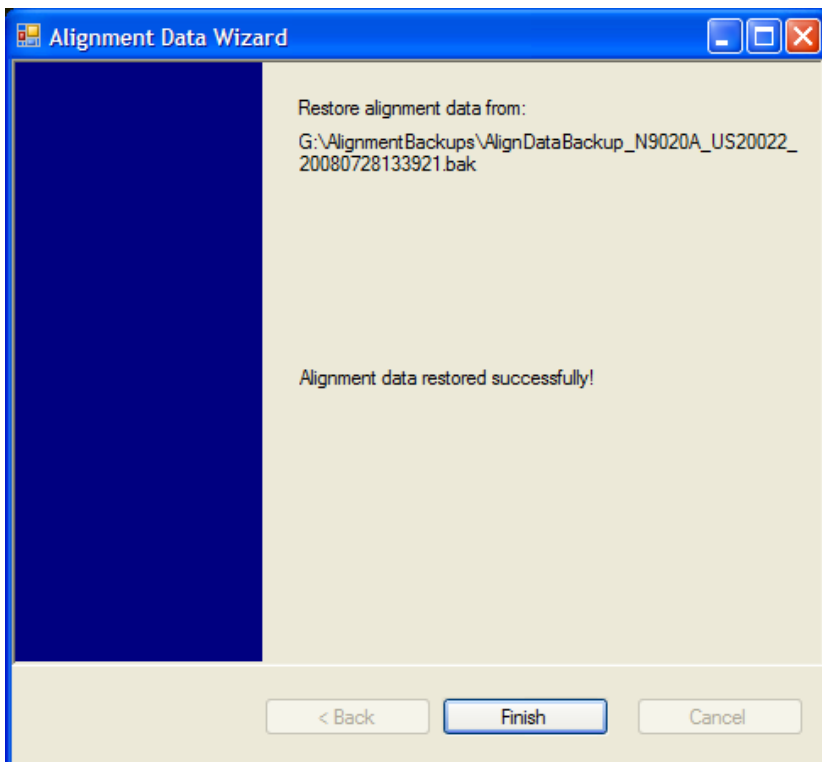 Alignment Data Wizard
Restore alignment data from:
G:\AlignmentBackups\AlignDataBackup_N9020A_US20022_
20080728133921.bak
Alignment data restored successfully!
< Back
Finish
Cancel